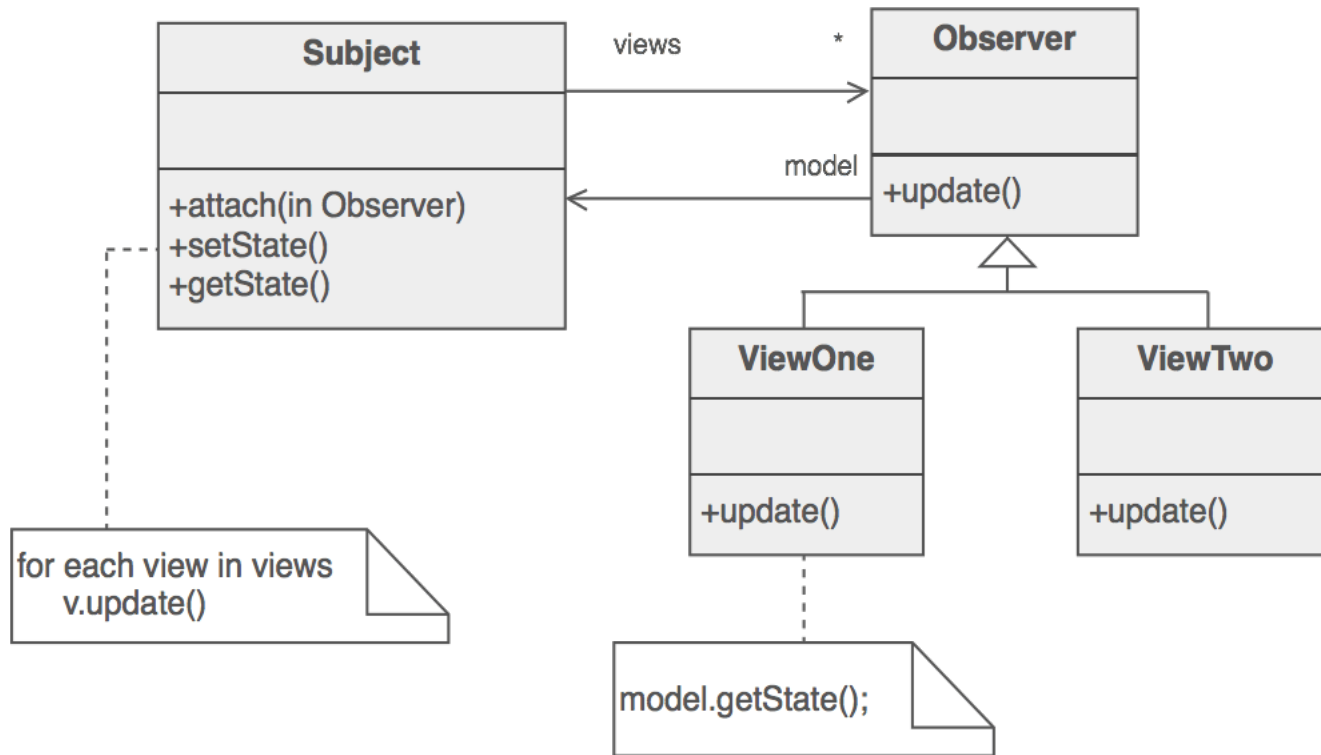 Subject
+attach(in Observer)
+setState()
+getState()
views
*
model
Observer
+update()
ViewOne
+update()
ViewTwo
+update()
for each view in views
v.update()
model.getState();